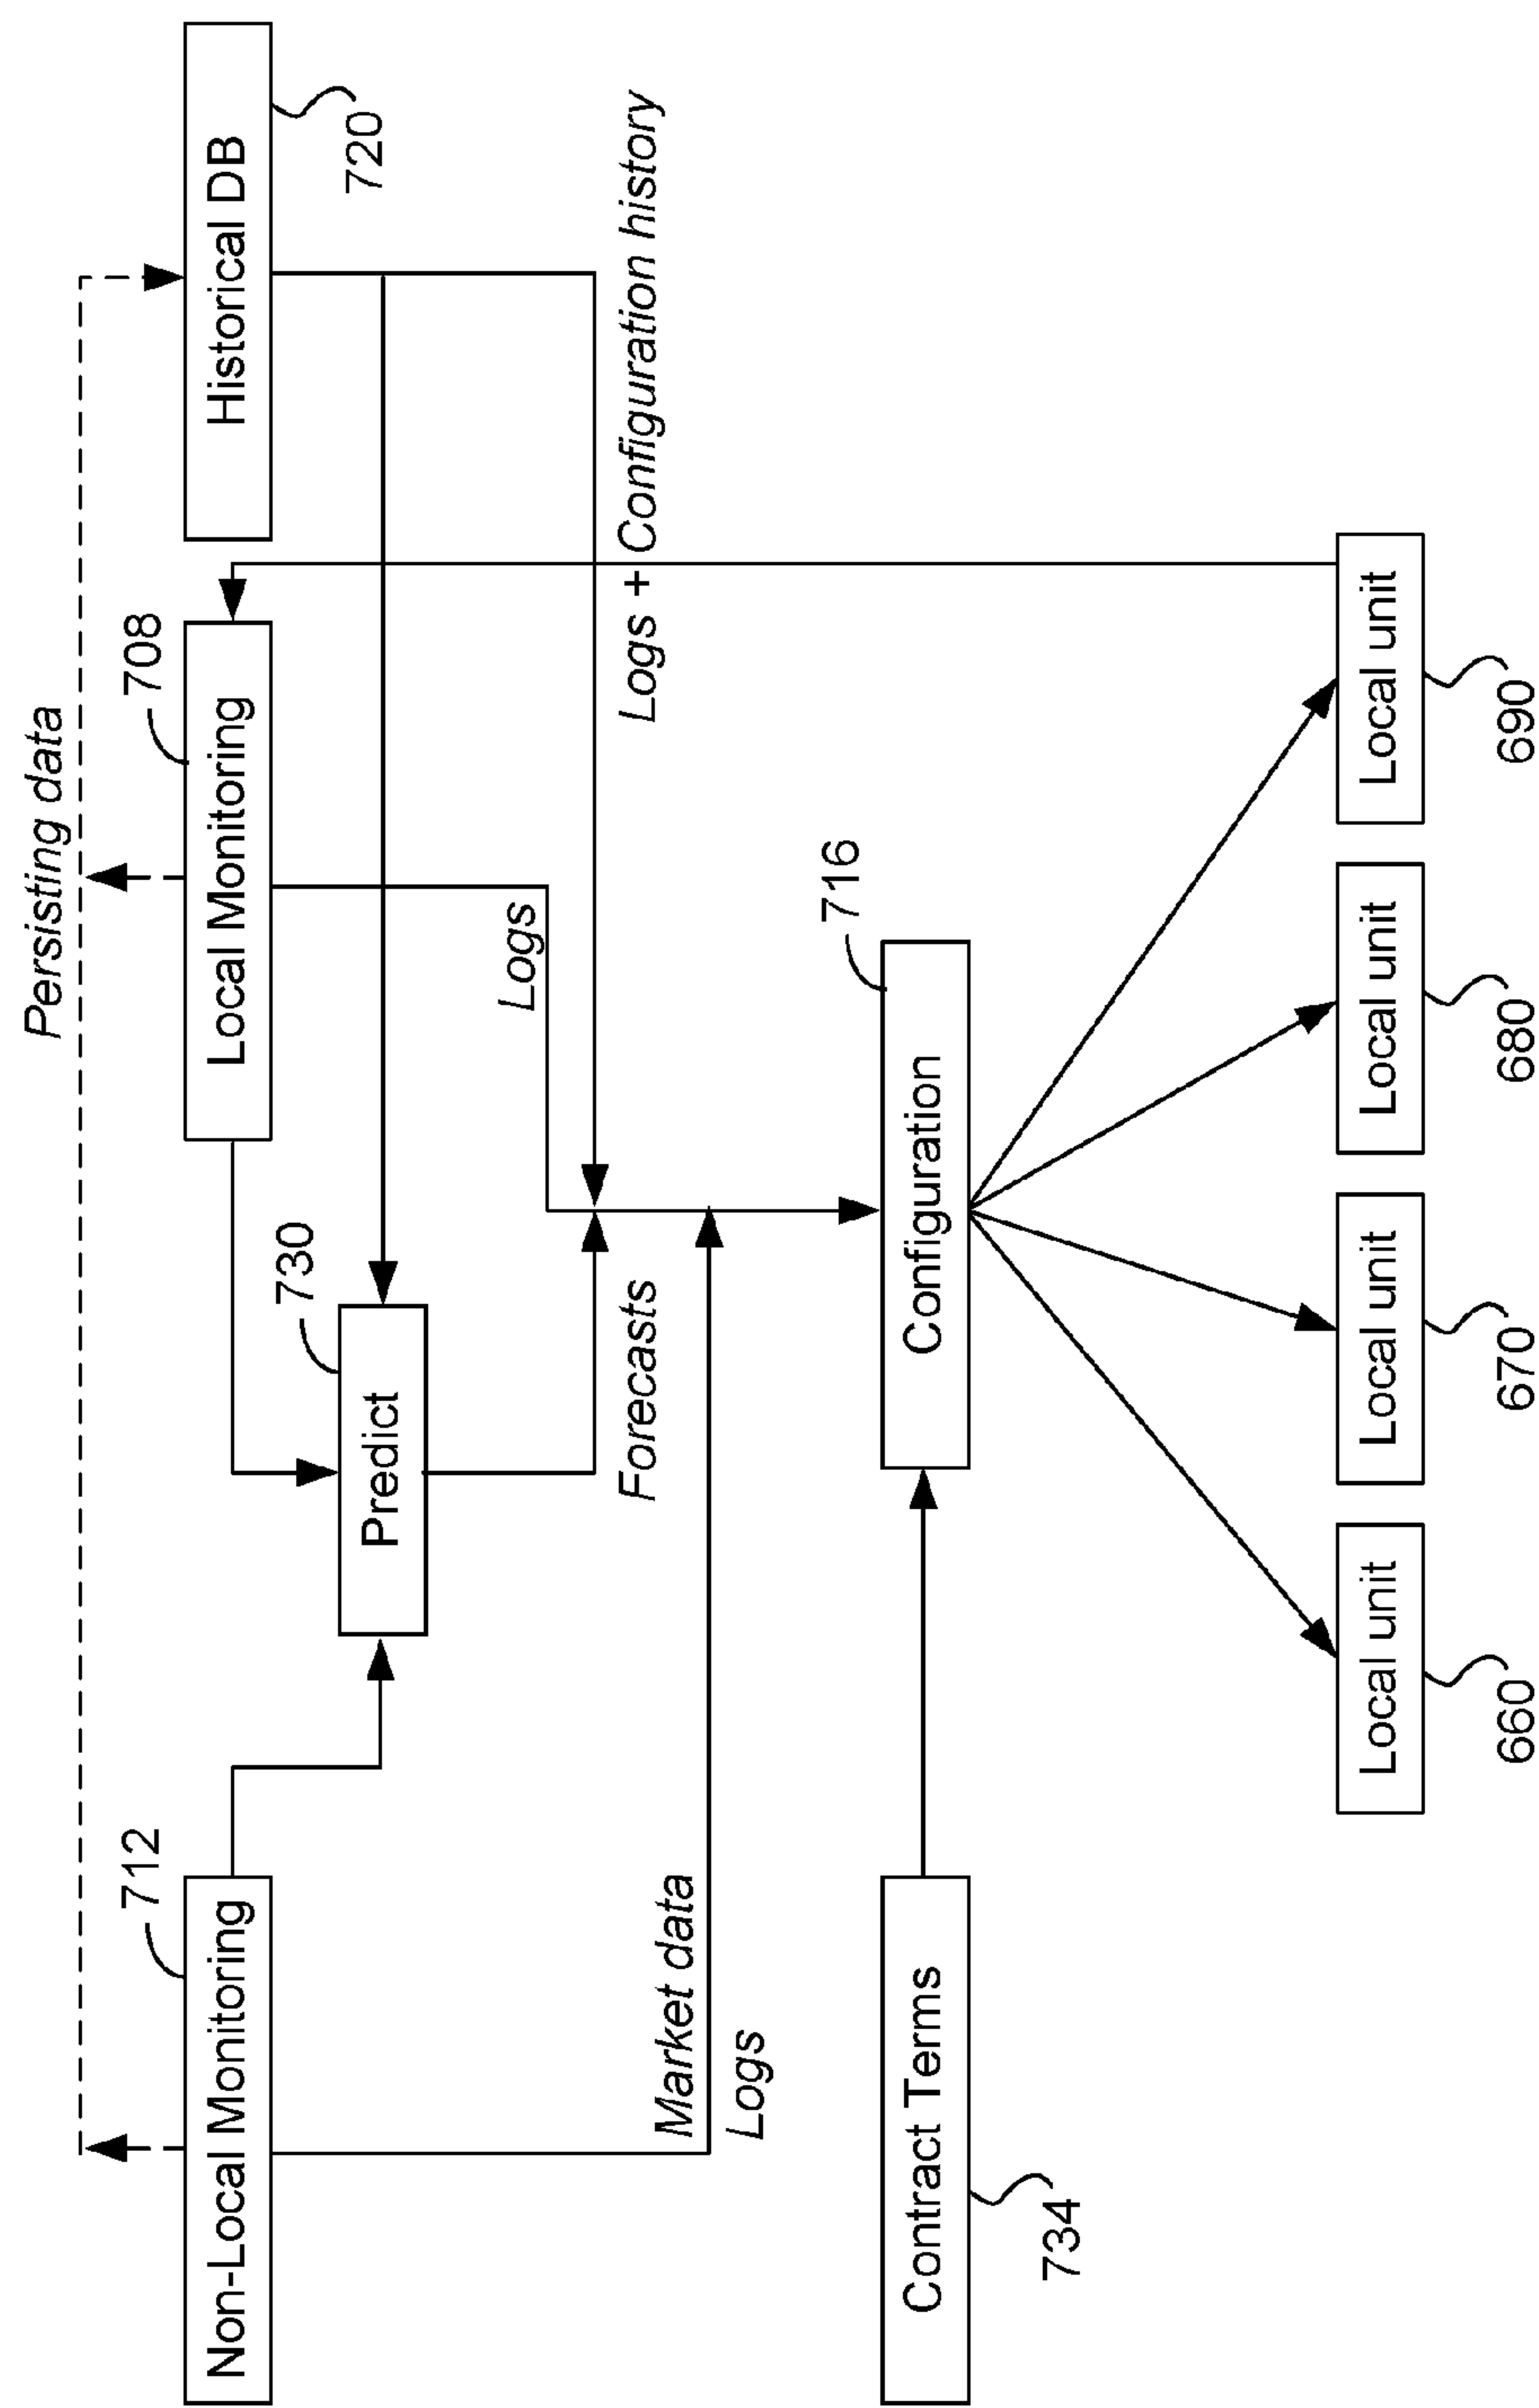 Persisting data
712
708
Non-Local Monitoring
Local Monitoring
Historical DB
730
720
Predict
Logs
Forecasts
Logs + Configuration history
Market data
Logs
716
Contract Terms
Configuration
734
Local unit
Local unit
Local unit
Local unit
660
670
680
690